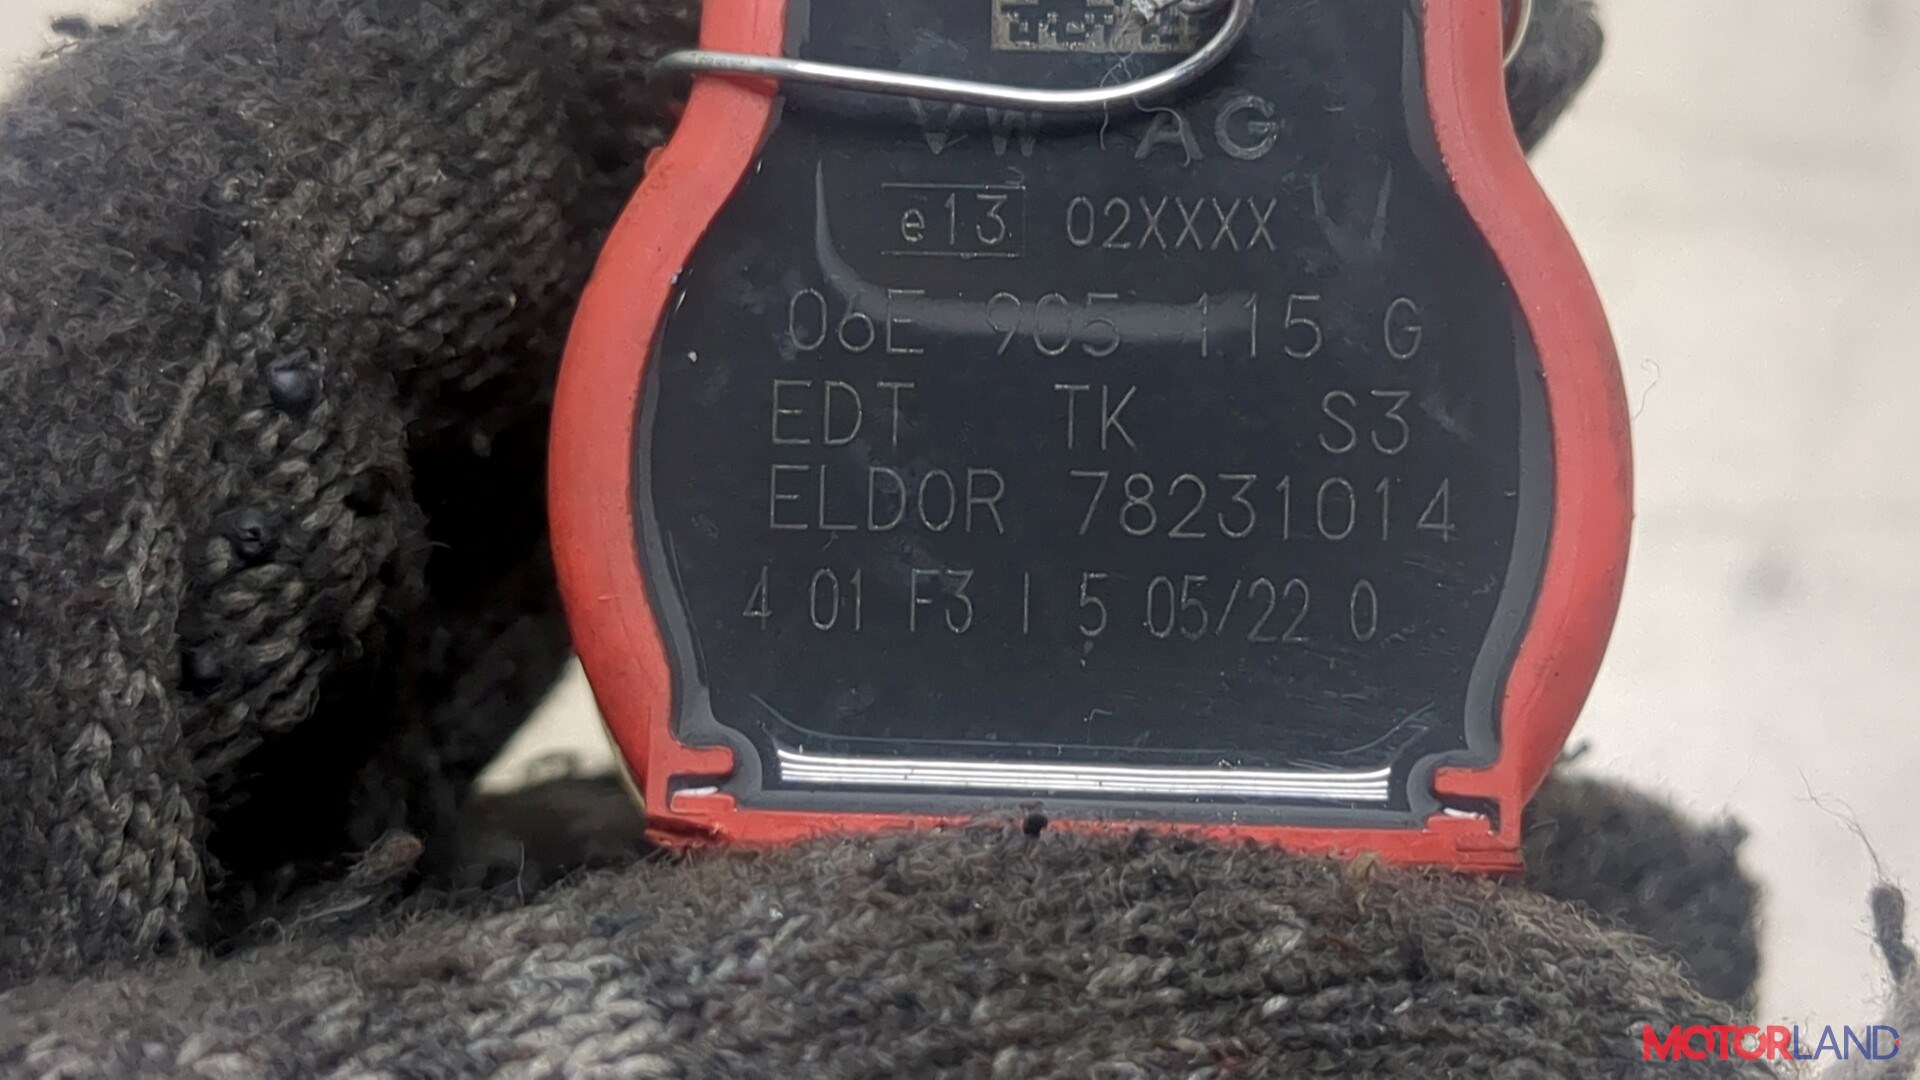 VW AG
e13 02XXXX
06E 905 115 G
EDT TK S3
ELDOR 78231014
4 01 F3 I 5 05/22 0
MOTORLAND